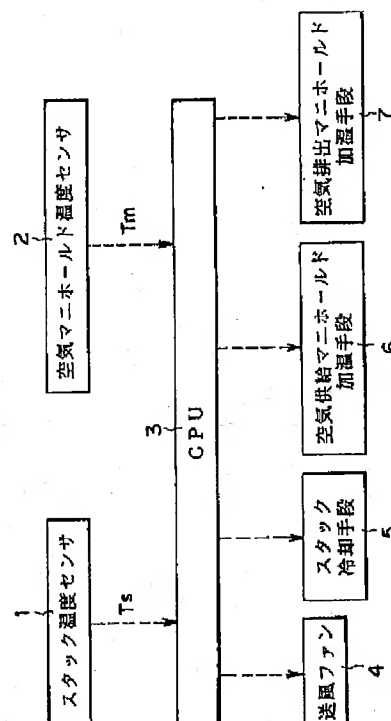 1
スタック温度センサ
2
空気マニホールド温度センサ
Ts
Tm
3
CPU
送風ファン
4
スタック
冷却手段
5
空気供給マニホールド
加温手段
6
空気排出マニホールド
加温手段
7